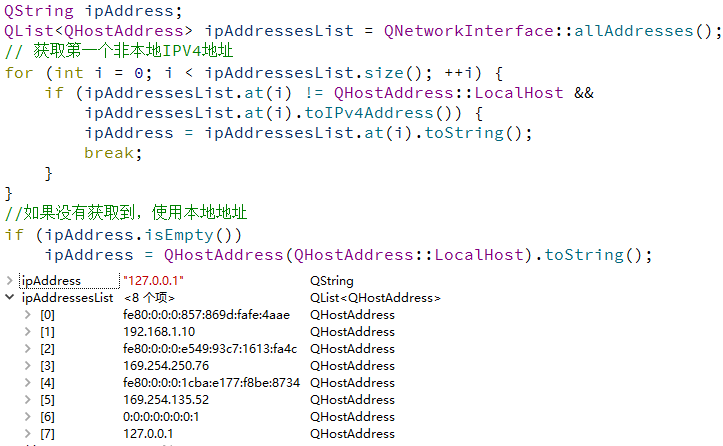 QString ipAddress;
QList<QHostAddress> ipAddressesList = QNetworkInterface::allAddresses();
// 获取第一个非本地IPV4地址
for (int i = 0; i < ipAddressesList.size(); ++i) {
    if (ipAddressesList.at(i) != QHostAddress::LocalHost &&
        ipAddressesList.at(i).toIPv4Address()) {
        ipAddress = ipAddressesList.at(i).toString();
        break;
    }
}
//如果没有获取到，使用本地地址
if (ipAddress.isEmpty())
    ipAddress = QHostAddress(QHostAddress::LocalHost).toString();
ipAddress "127.0.0.1" QString
ipAddressesList <8 个项> QList<QHostAddress>
[0] fe80:0:0:0:857:869d:fafe:4aae QHostAddress
[1] 192.168.1.10 QHostAddress
[2] fe80:0:0:0:e549:93c7:1613:fa4c QHostAddress
[3] 169.254.250.76 QHostAddress
[4] fe80:0:0:0:1cba:e177:f8be:8734 QHostAddress
[5] 169.254.135.52 QHostAddress
[6] 0:0:0:0:0:0:0:1 QHostAddress
[7] 127.0.0.1 QHostAddress